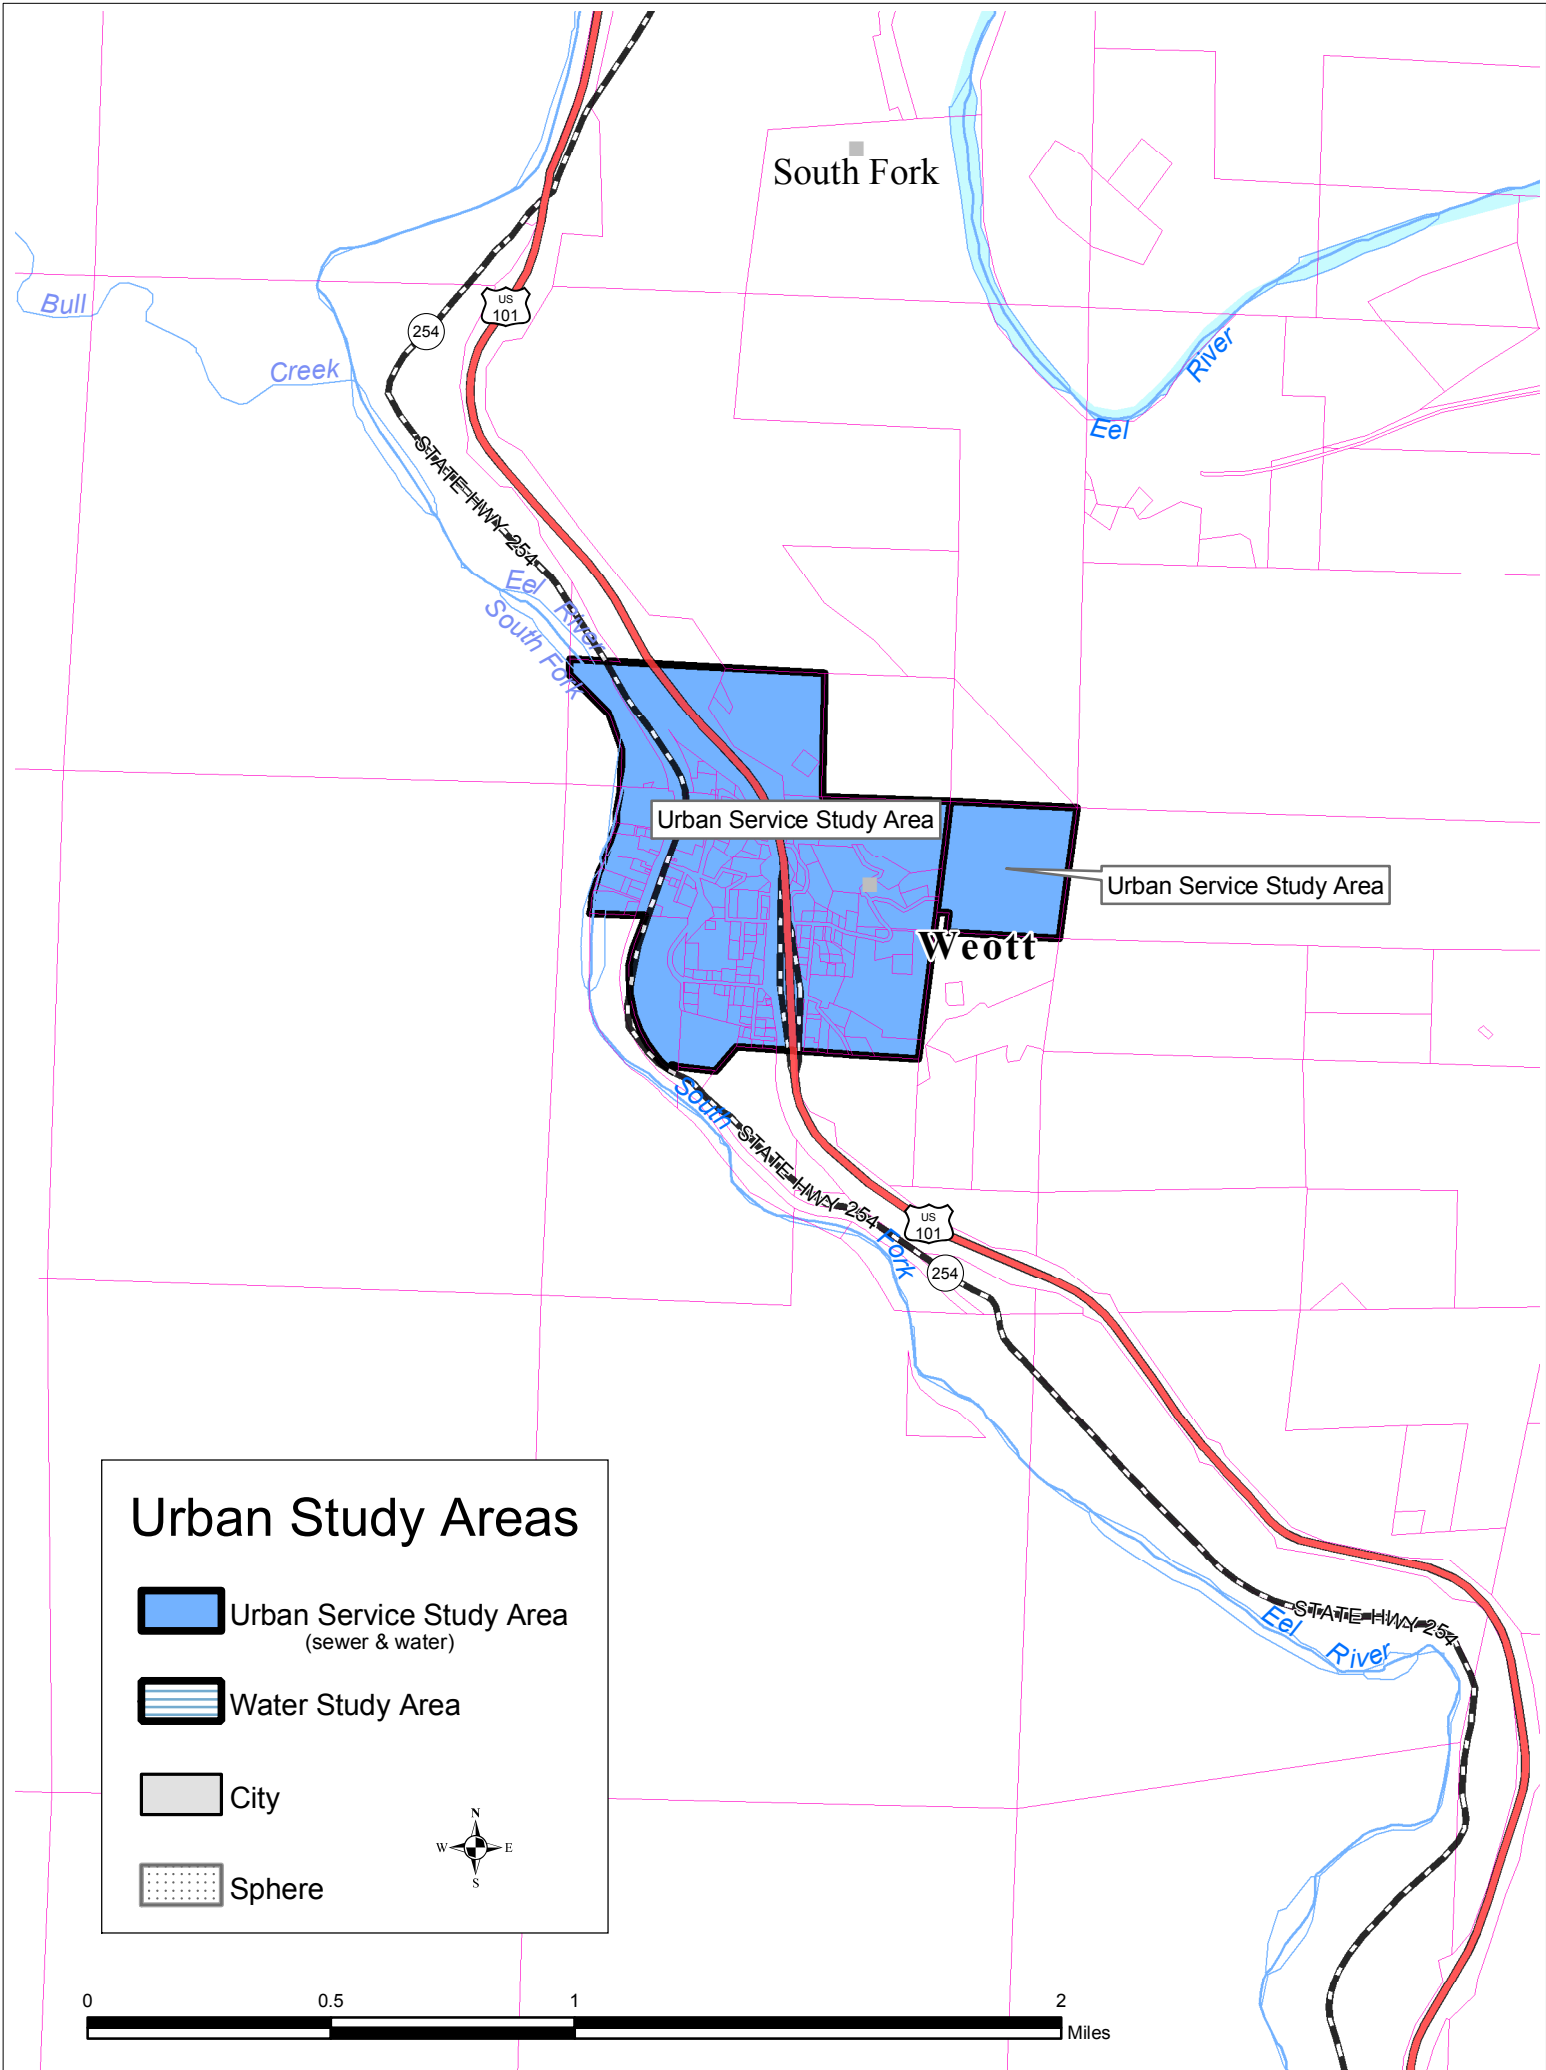 South Fork
Bull
US
101
254
Creek
River
Eel
STATE HWY 254
Eel River
South Fork
Urban Service Study Area
Urban Service Study Area
Weott
South
STATE HWY 254
US
101
Fork
254
STATE HWY 254
Eel
River
Urban Study Areas
Urban Service Study Area
(sewer & water)
Water Study Area
City
N
W E
S
Sphere
0 0.5 1 2
Miles